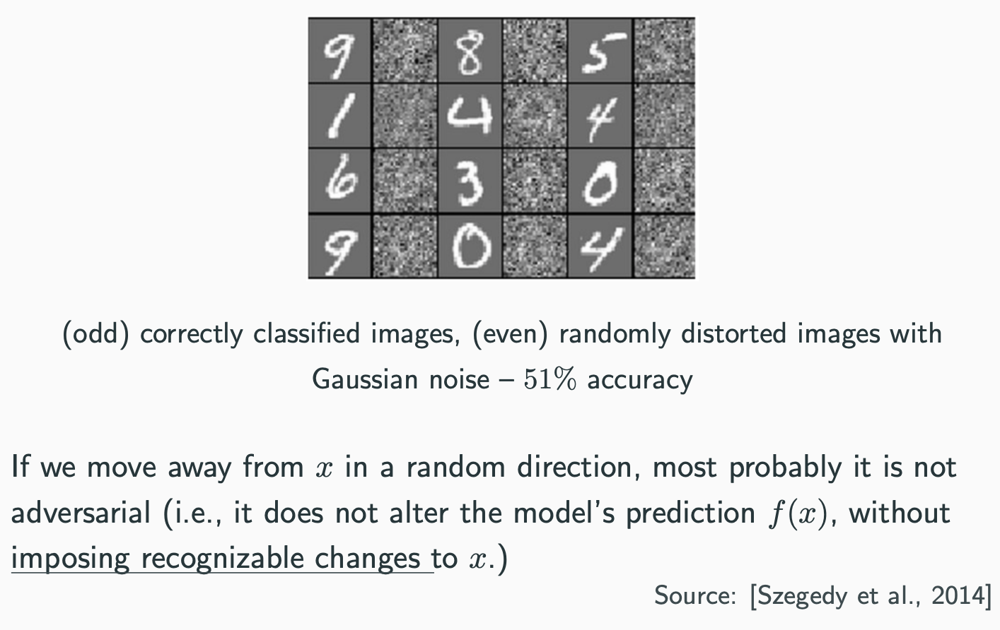 9 8 5
1 4 4
6 3 0
9 0 4
(odd) correctly classified images, (even) randomly distorted images with
Gaussian noise – 51% accuracy
If we move away from x in a random direction, most probably it is not
adversarial (i.e., it does not alter the model's prediction f(x), without
imposing recognizable changes to x.)
Source: [Szegedy et al., 2014]